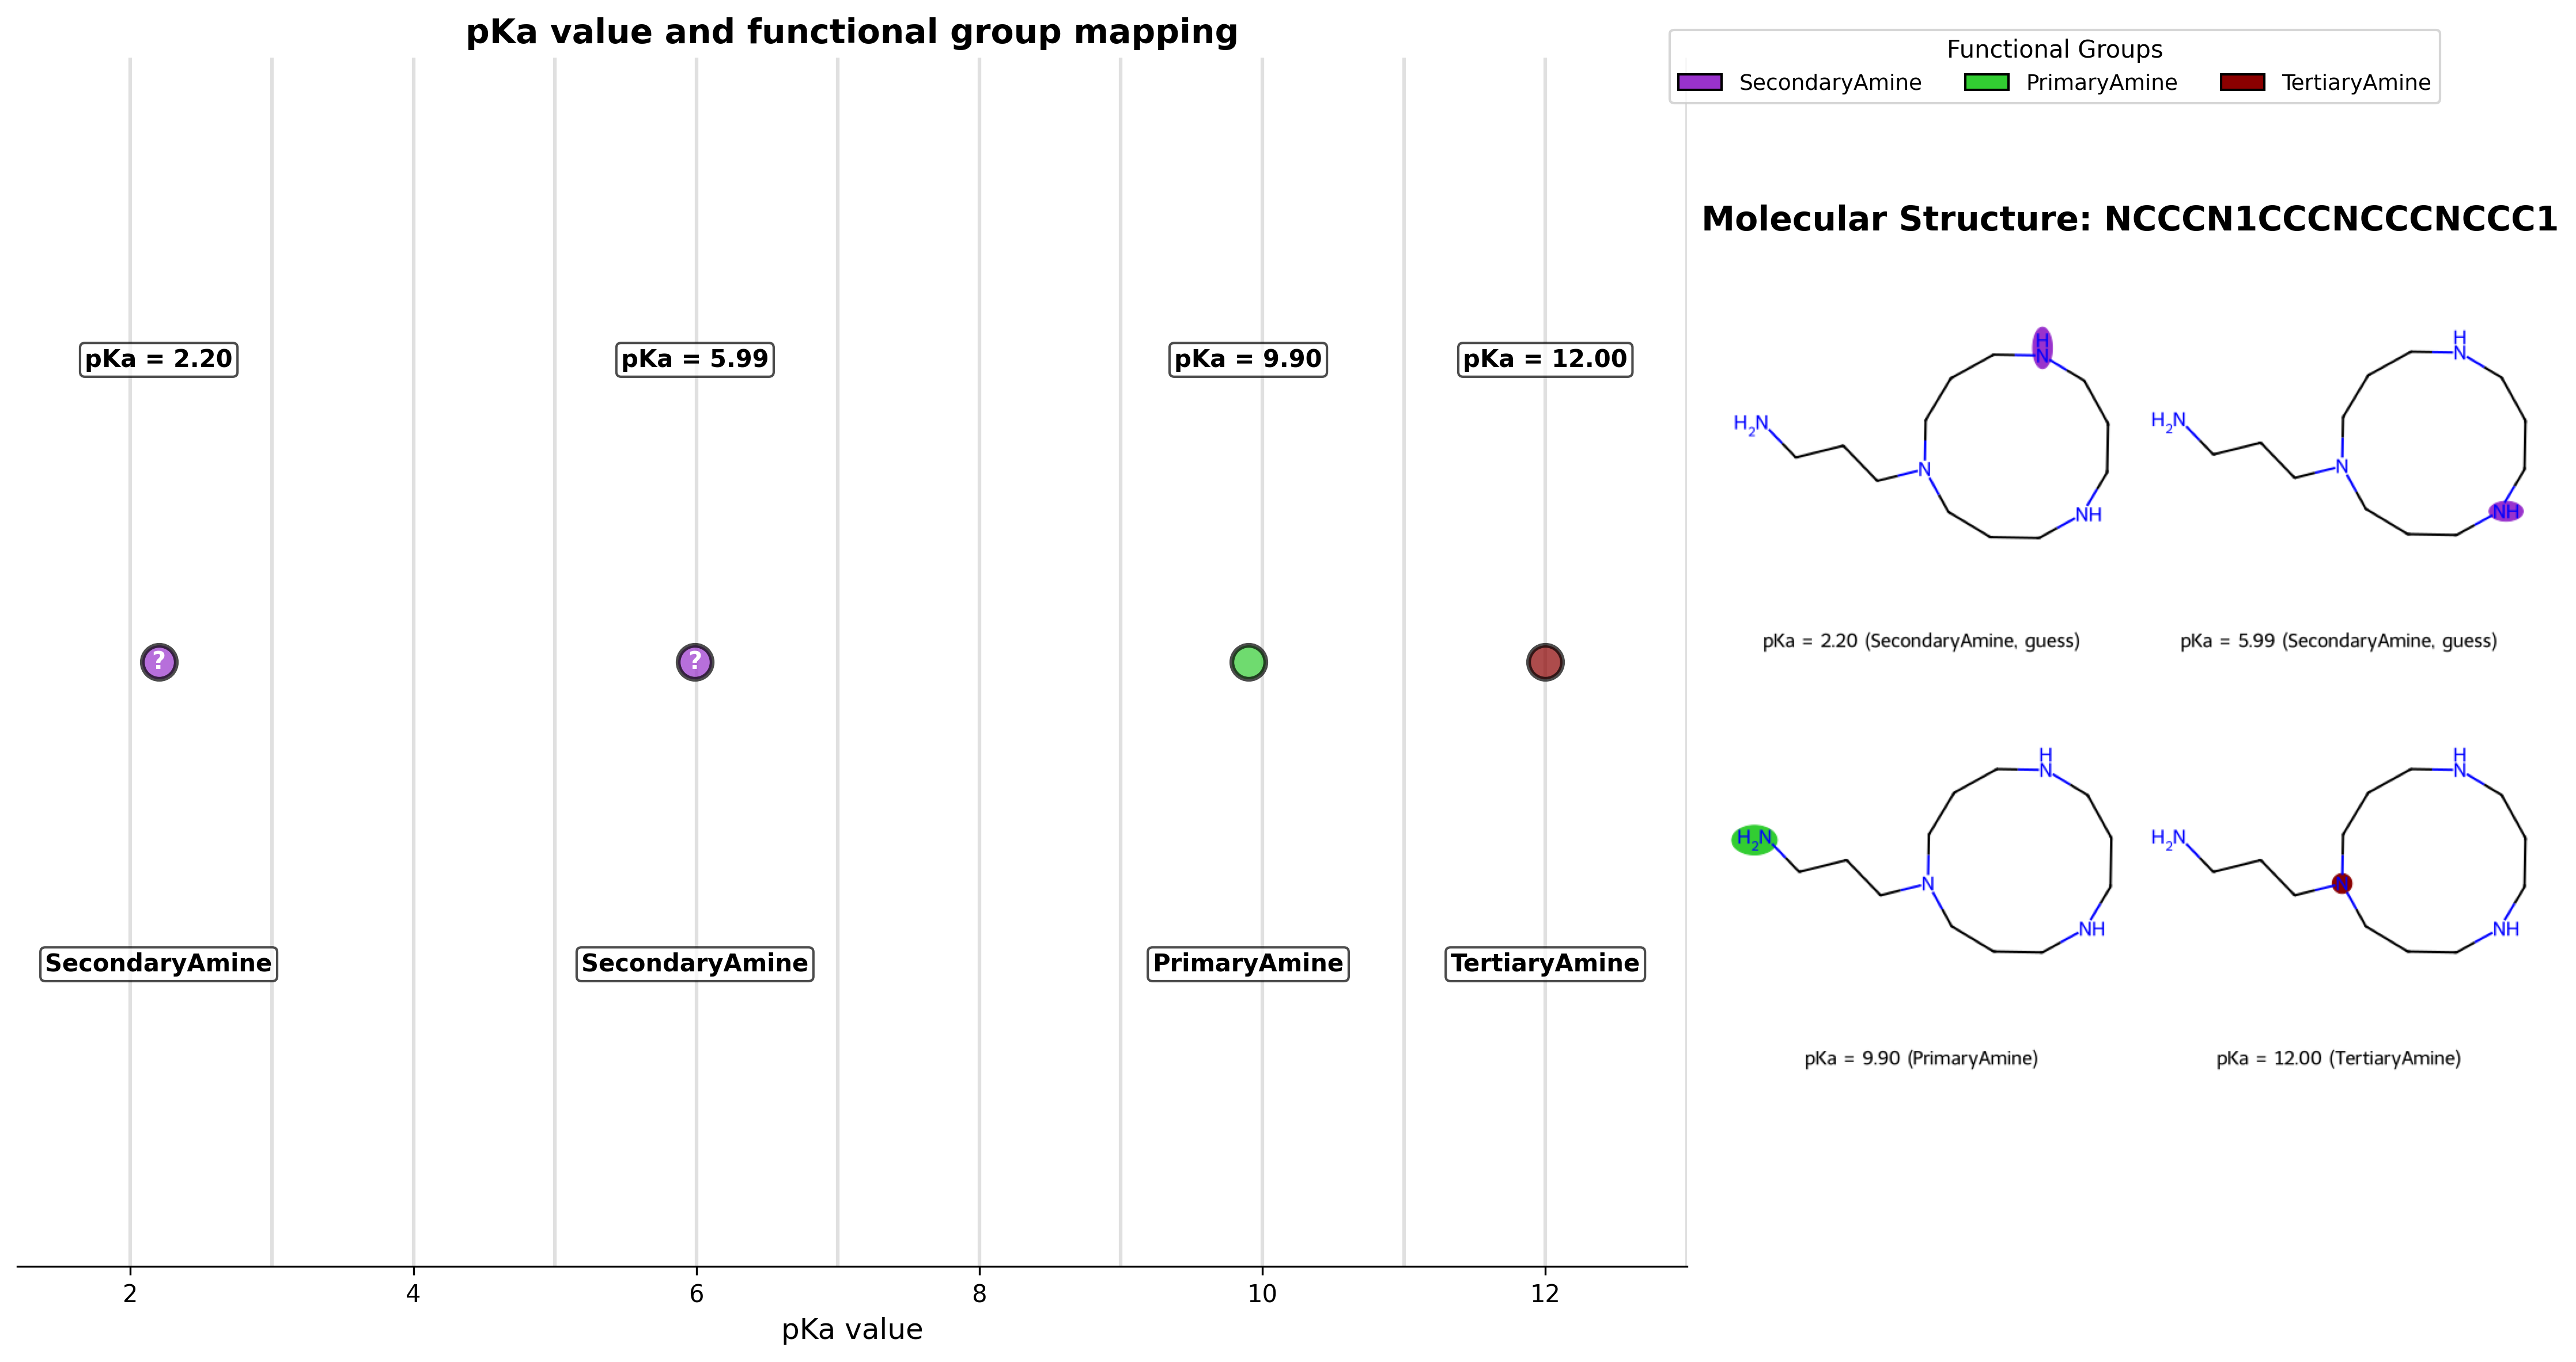 pKa value and functional group mapping
Functional Groups
SecondaryAmine PrimaryAmine TertiaryAmine
Molecular Structure: NCCCN1CCCNCCCNCCC1
pKa = 2.20 pKa = 5.99 pKa = 9.90 pKa = 12.00
? ?
SecondaryAmine SecondaryAmine PrimaryAmine TertiaryAmine
2 4 6 8 10 12
pKa value
H
N
H2N
N
NH
H
N
H2N
N
NH
pKa = 2.20 (SecondaryAmine, guess) pKa = 5.99 (SecondaryAmine, guess)
H
N
H2N
N
NH
H
N
H2N
N
NH
pKa = 9.90 (PrimaryAmine) pKa = 12.00 (TertiaryAmine)